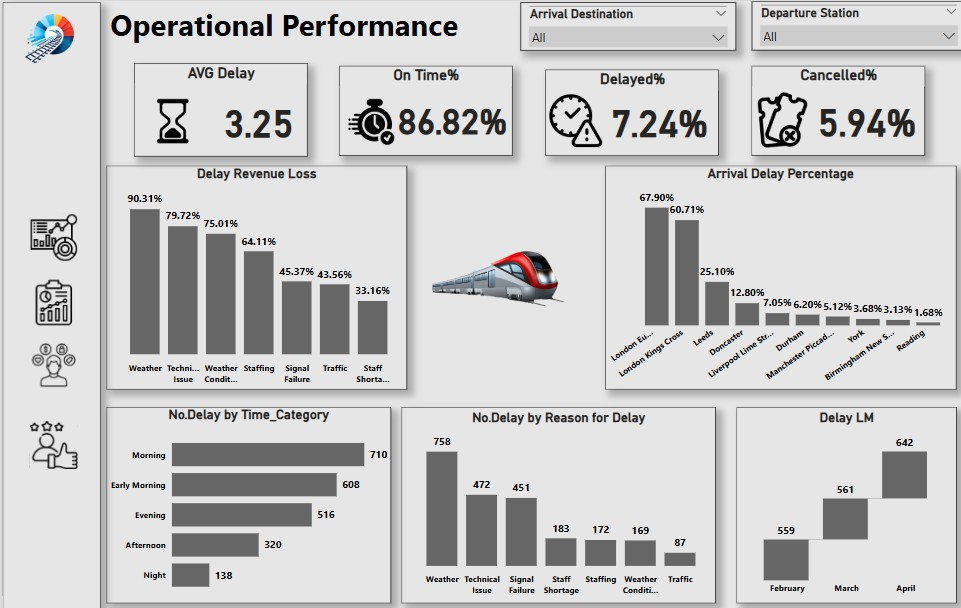 Operational Performance
Arrival Destination
All
Departure Station
All
AVG Delay
3.25
On Time%
86.82%
Delayed%
7.24%
Cancelled%
5.94%
Delay Revenue Loss
90.31%
79.72%
75.01%
64.11%
45.37%
43.56%
33.16%
Weather
Techni...
Issue
Weather
Condit...
Staffing
Signal
Failure
Traffic
Staff
Shorta...
Arrival Delay Percentage
67.90%
60.71%
25.10%
12.80%
7.05%
6.20%
5.12%
3.68%
3.13%
1.68%
London Eu...
London Kings Cross
Leeds
Doncaster
Liverpool Lime Str...
Durham
Manchester Piccad...
York
Birmingham New S...
Reading
No.Delay by Time_Category
Morning
710
Early Morning
608
Evening
516
Afternoon
320
Night
138
No.Delay by Reason for Delay
758
472
451
183
172
169
87
Weather
Technical
Issue
Signal
Failure
Staff
Shortage
Staffing
Weather
Conditi...
Traffic
Delay LM
642
561
559
February
March
April